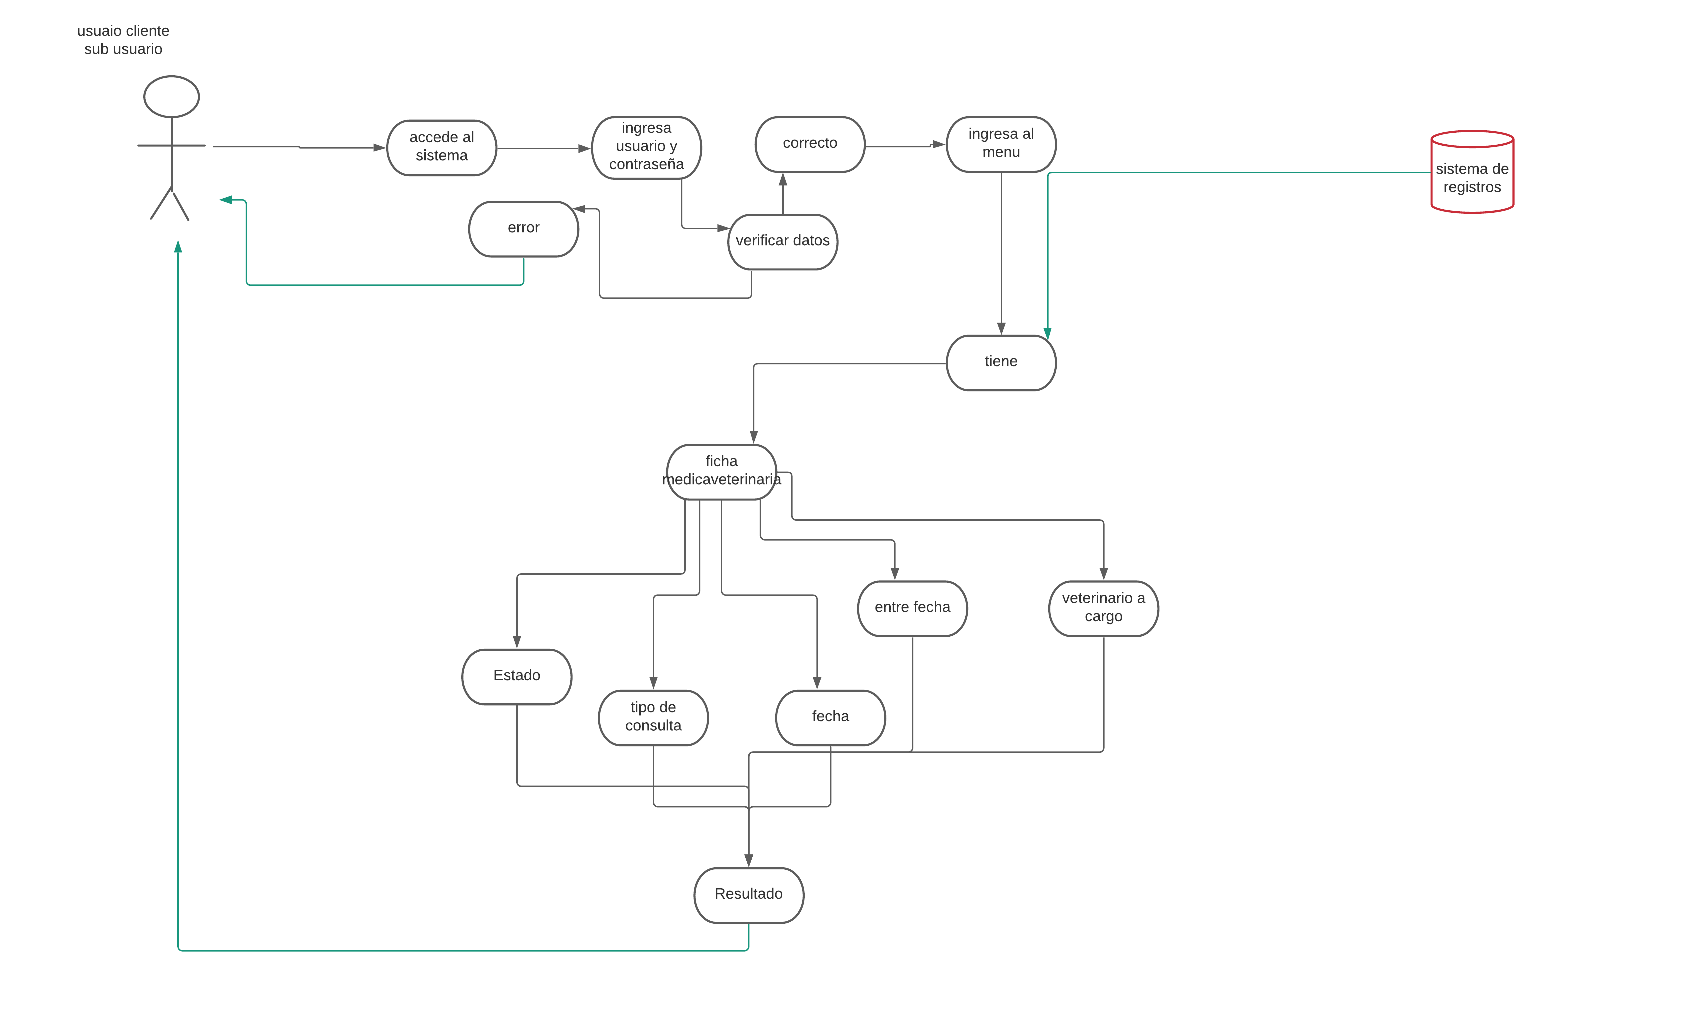 usuaio cliente
sub usuario
accede al
sistema
ingresa
usuario y
contraseña
correcto
ingresa al
menu
sistema de
registros
error
verificar datos
tiene
ficha
medicaveterinaria
entre fecha
veterinario a
cargo
Estado
tipo de
consulta
fecha
Resultado